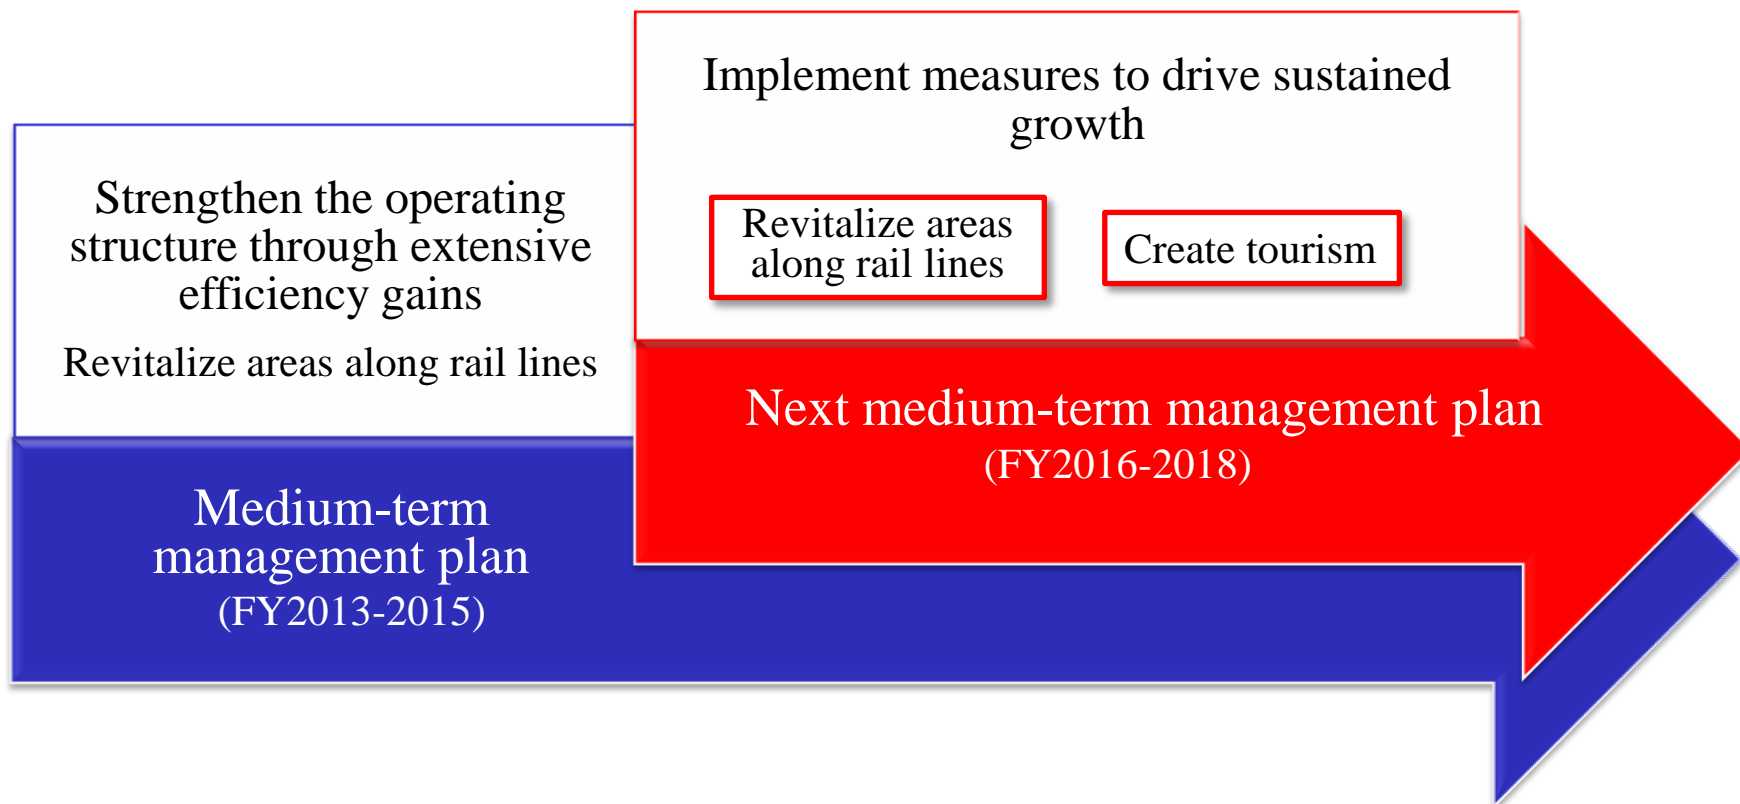 Strengthen the operating
structure through extensive
efficiency gains
Revitalize areas along rail lines
Medium-term
management plan
(FY2013-2015)
Implement measures to drive sustained
growth
Revitalize areas
along rail lines
Create tourism
Next medium-term management plan
(FY2016-2018)